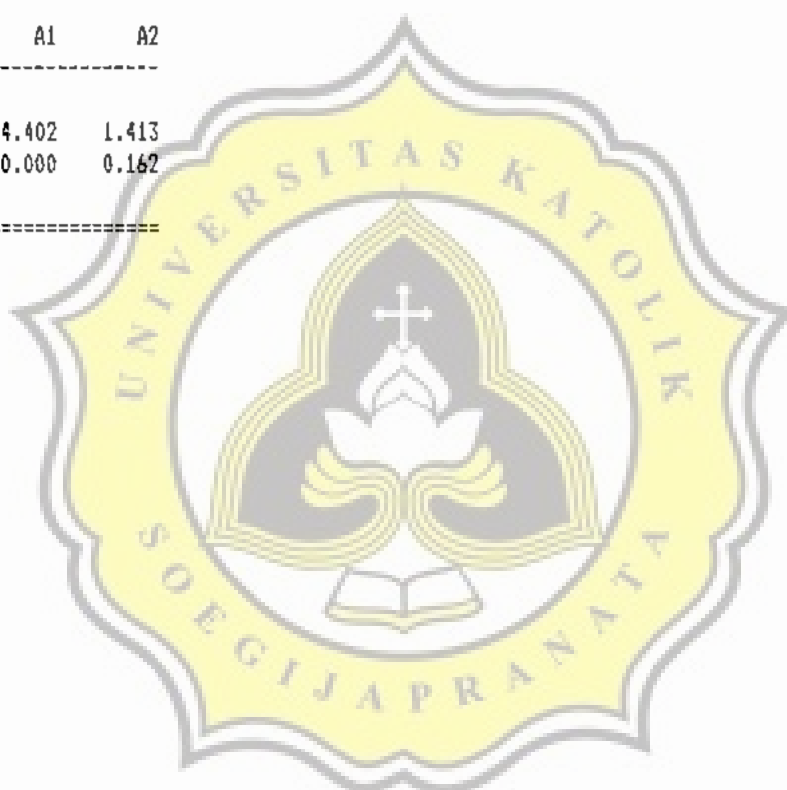 A1 A2
--------------
4.402 1.413
0.000 0.162
==============
UNIVERSITAS KATOLIK
SOEGIJAPRANATA